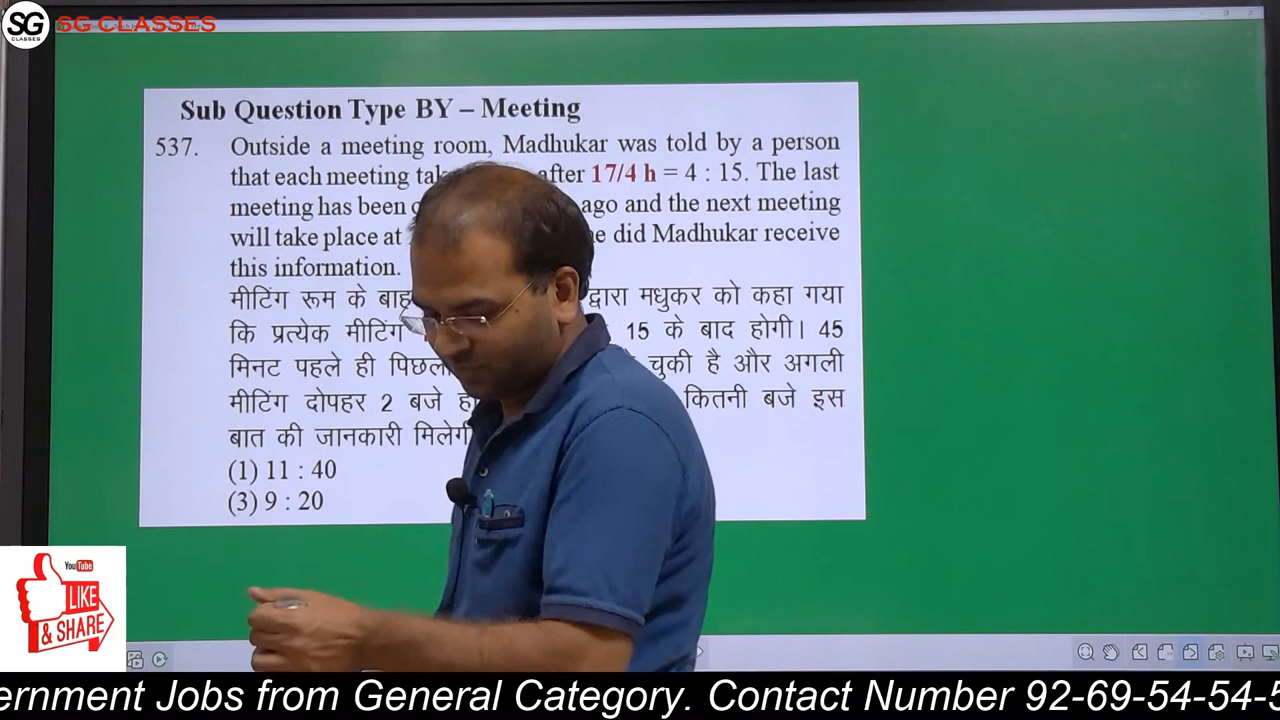 SG
CLASSES
SG CLASSES
Sub Question Type BY – Meeting
537. Outside a meeting room, Madhukar was told by a person
that each meeting after 17/4 h = 4 : 15. The last
meeting has been ago and the next meeting
will take place at did Madhukar receive
this information.
मीटिंग रूम के द्वारा मधुकर को कहा गया
कि प्रत्येक मीटिंग 15 के बाद होगी। 45
मिनट पहले ही चुकी है और अगली
मीटिंग दोपहर 2 बजे कितनी बजे इस
बात की जानकारी मिलेगी
(1) 11 : 40
(3) 9 : 20
YouTube
LIKE
& SHARE
Jobs from General Category. Contact Number 92-69-54-54-